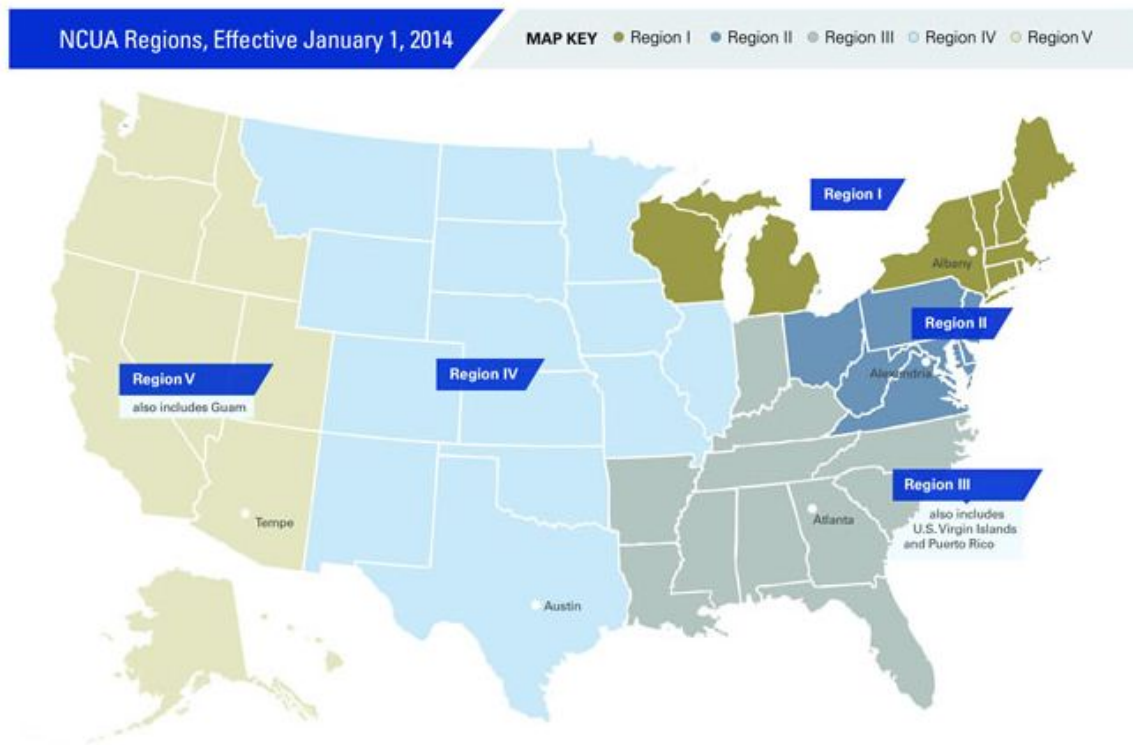 NCUA Regions, Effective January 1, 2014
MAP KEY Region I Region II Region III Region IV Region V
Region I
Albany
Region II
Alexandria
Region V
also includes Guam
Region IV
Region III
also includes
U.S. Virgin Islands
and Puerto Rico
Tempe
Atlanta
Austin